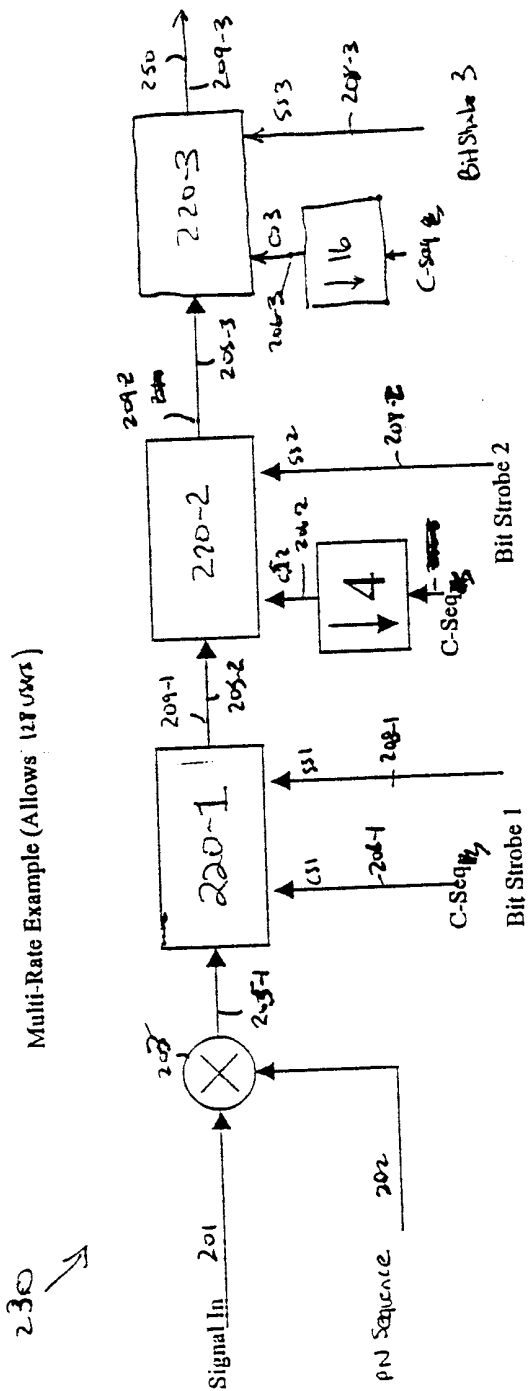 230
Multi-Rate Example (Allows 128 users)
Signal In
201
PN Sequence
202
203
205-1
220-1
CS1
206-1
C-Seq
SS1
208-1
Bit Strobe 1
209-1
205-2
220-2
CS2
206-2
↓ 4
C-Seq
SS2
208-2
Bit Strobe 2
209-2
205-3
220-3
CS3
206-3
↓ 16
C-Seq
SS3
208-3
Bit Strobe 3
250
209-3